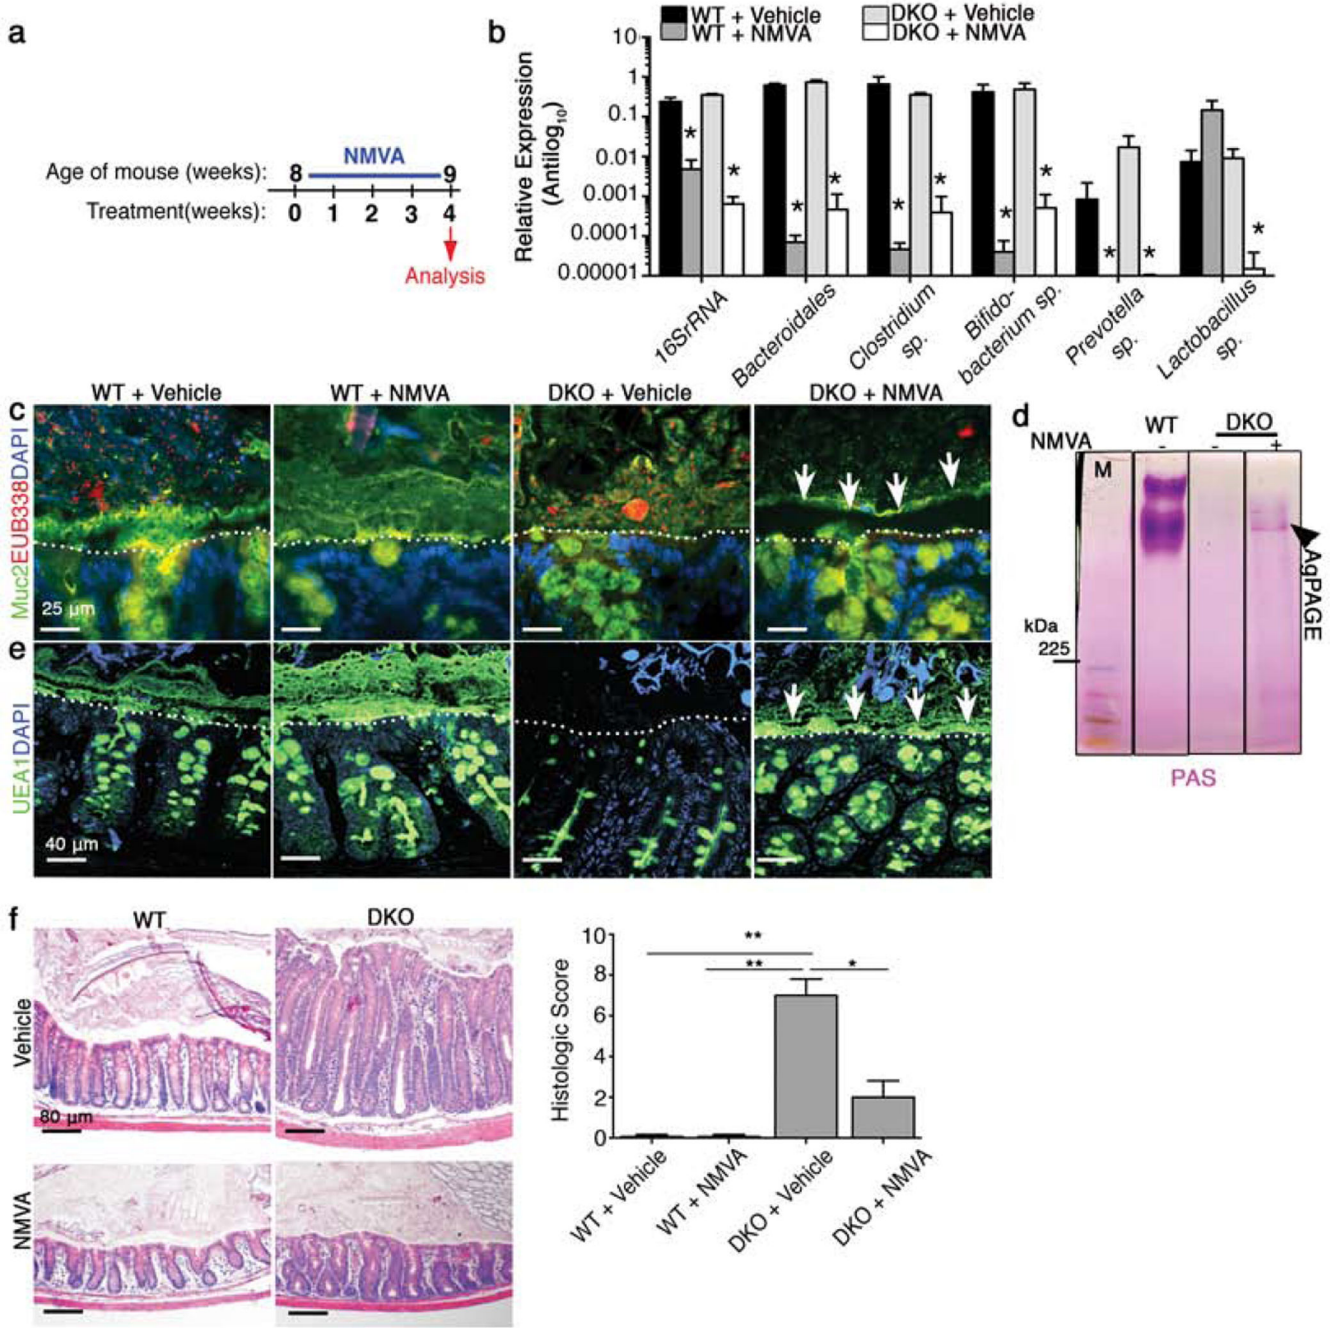 a
Age of mouse (weeks): 8 NMVA 9
Treatment(weeks): 0 1 2 3 4
Analysis
b
WT + Vehicle
WT + NMVA
DKO + Vehicle
DKO + NMVA
Relative Expression
(Antilog10)
10
1
0.1
0.01
0.001
0.0001
0.00001
* * * * * * * * * * *
16SrRNA
Bacteroidales
Clostridium
sp.
Bifido-
bacterium sp.
Prevotella
sp.
Lactobacillus
sp.
c
WT + Vehicle
WT + NMVA
DKO + Vehicle
DKO + NMVA
Muc2EUB338DAPI
25 µm
d
WT
DKO
NMVA
- - +
M
kDa
225
AgPAGE
PAS
e
UEA1DAPI
40 µm
f
WT
DKO
Vehicle
80 µm
NMVA
Histologic Score
10
8
6
4
2
0
**
**
*
WT + Vehicle
WT + NMVA
DKO + Vehicle
DKO + NMVA